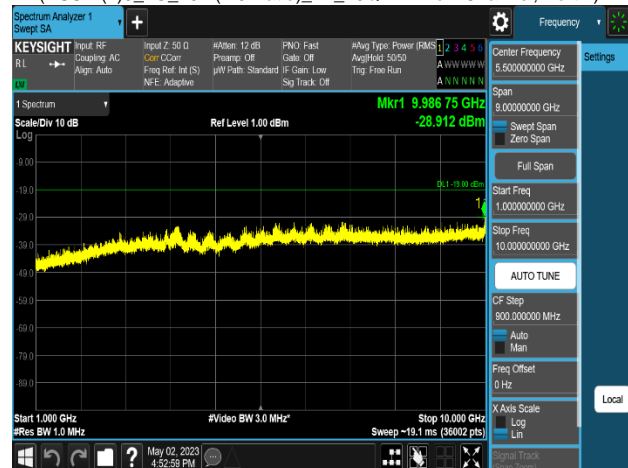 Spectrum Analyzer 1
Swept SA
Frequency
KEYSIGHT
Input: RF
Input Z: 50 Ω
#Atten: 12 dB
PNO: Fast
#Avg Type: Power (RMS
1 2 3 4 5 6
RL
Coupling: AC
Corr CCorr
Preamp: Off
Gate: Off
Avg|Hold: 50/50
A WWWWW
Align: Auto
Freq Ref: Int (S)
µW Path: Standard
IF Gain: Low
Trig: Free Run
NFE: Adaptive
Sig Track: Off
A N N N N N
1 Spectrum
Mkr1 9.986 75 GHz
Scale/Div 10 dB
Ref Level 1.00 dBm
-28.912 dBm
Log
-9.00
DL1 -19.00 dBm
-19.0
1
-29.0
-39.0
-49.0
-59.0
-69.0
-79.0
-89.0
Start 1.000 GHz
#Video BW 3.0 MHz*
Stop 10.000 GHz
#Res BW 1.0 MHz
Sweep ~19.1 ms (36002 pts)
May 02, 2023
4:52:59 PM
Center Frequency
5.500000000 GHz
Settings
Span
9.00000000 GHz
Swept Span
Zero Span
Full Span
Start Freq
1.000000000 GHz
Stop Freq
10.000000000 GHz
AUTO TUNE
CF Step
900.000000 MHz
Auto
Man
Freq Offset
0 Hz
X Axis Scale
Log
Lin
Local
Signal Track
(Span Zoom)